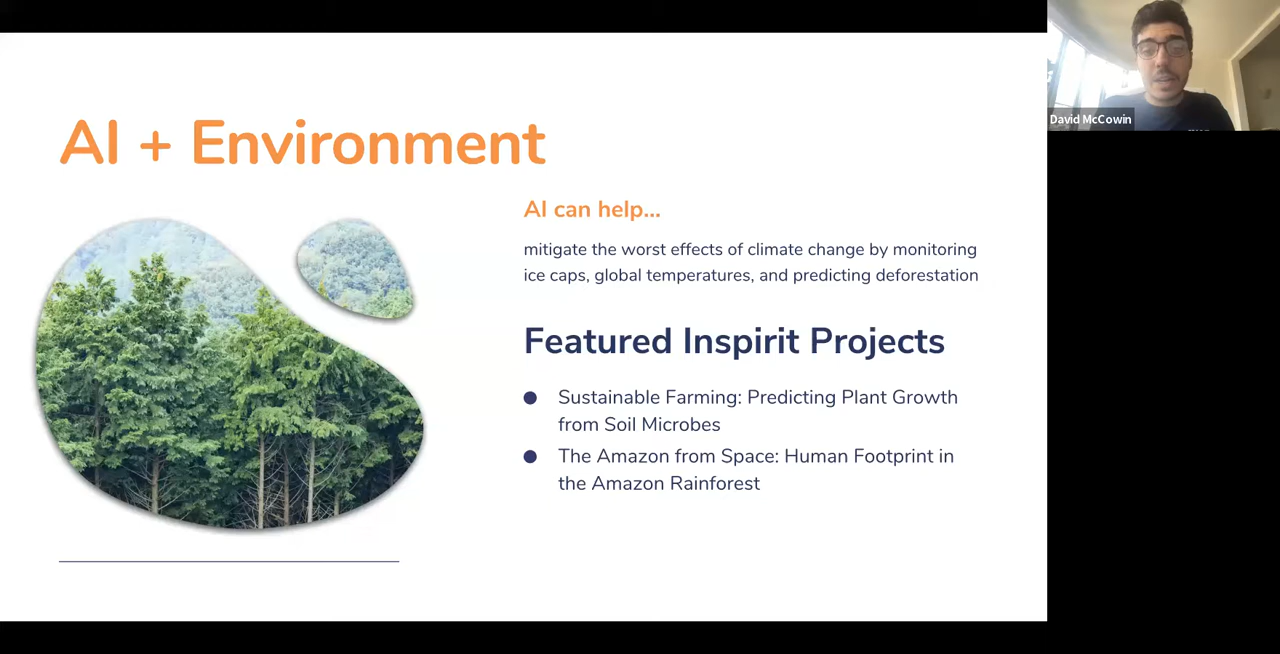 AI + Environment
AI can help...
mitigate the worst effects of climate change by monitoring
ice caps, global temperatures, and predicting deforestation
Featured Inspirit Projects
● Sustainable Farming: Predicting Plant Growth
from Soil Microbes
● The Amazon from Space: Human Footprint in
the Amazon Rainforest
David McCowin